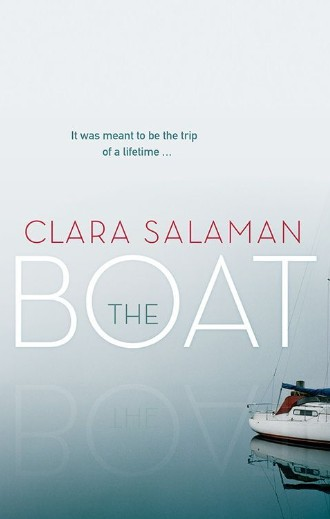 It was meant to be the trip
of a lifetime ...
CLARA SALAMAN
THE
BOAT